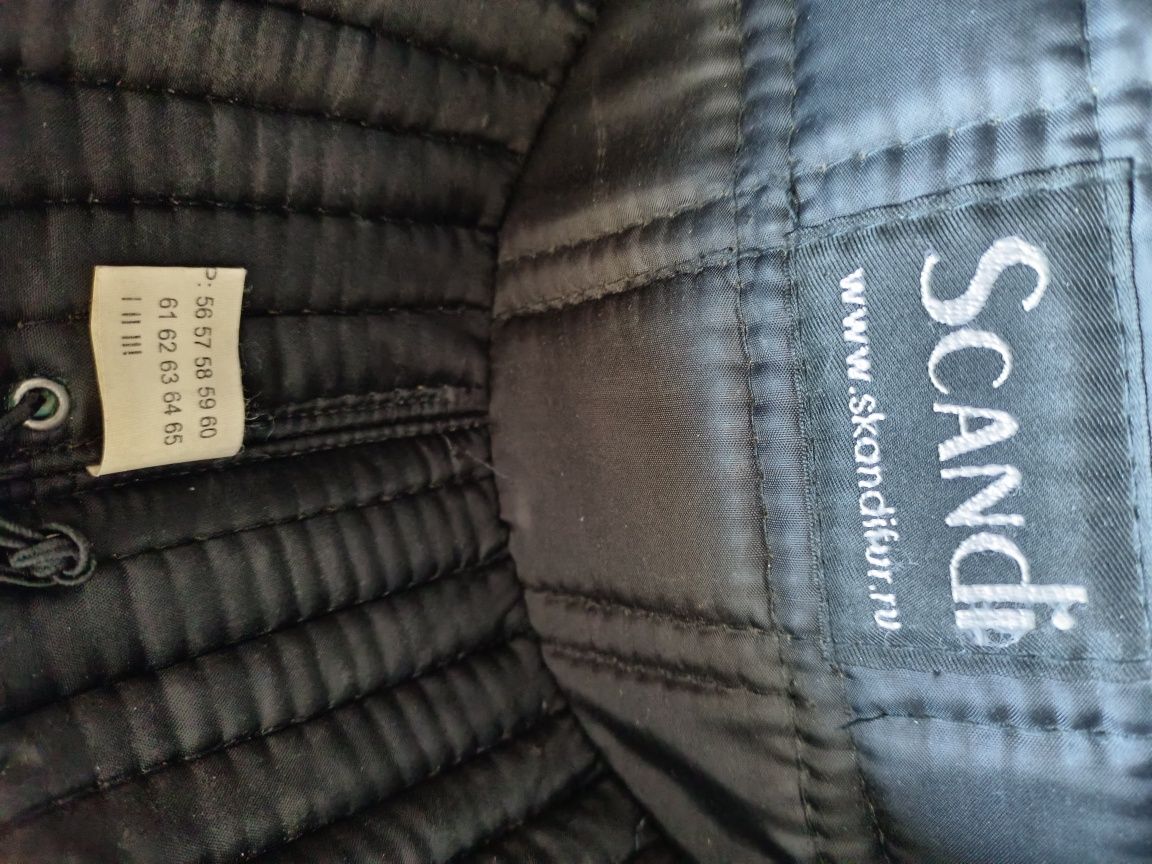 SCANdi
www.skandifur.ru
Р: 56 57 58 59 60
61 62 63 64 65
I II III